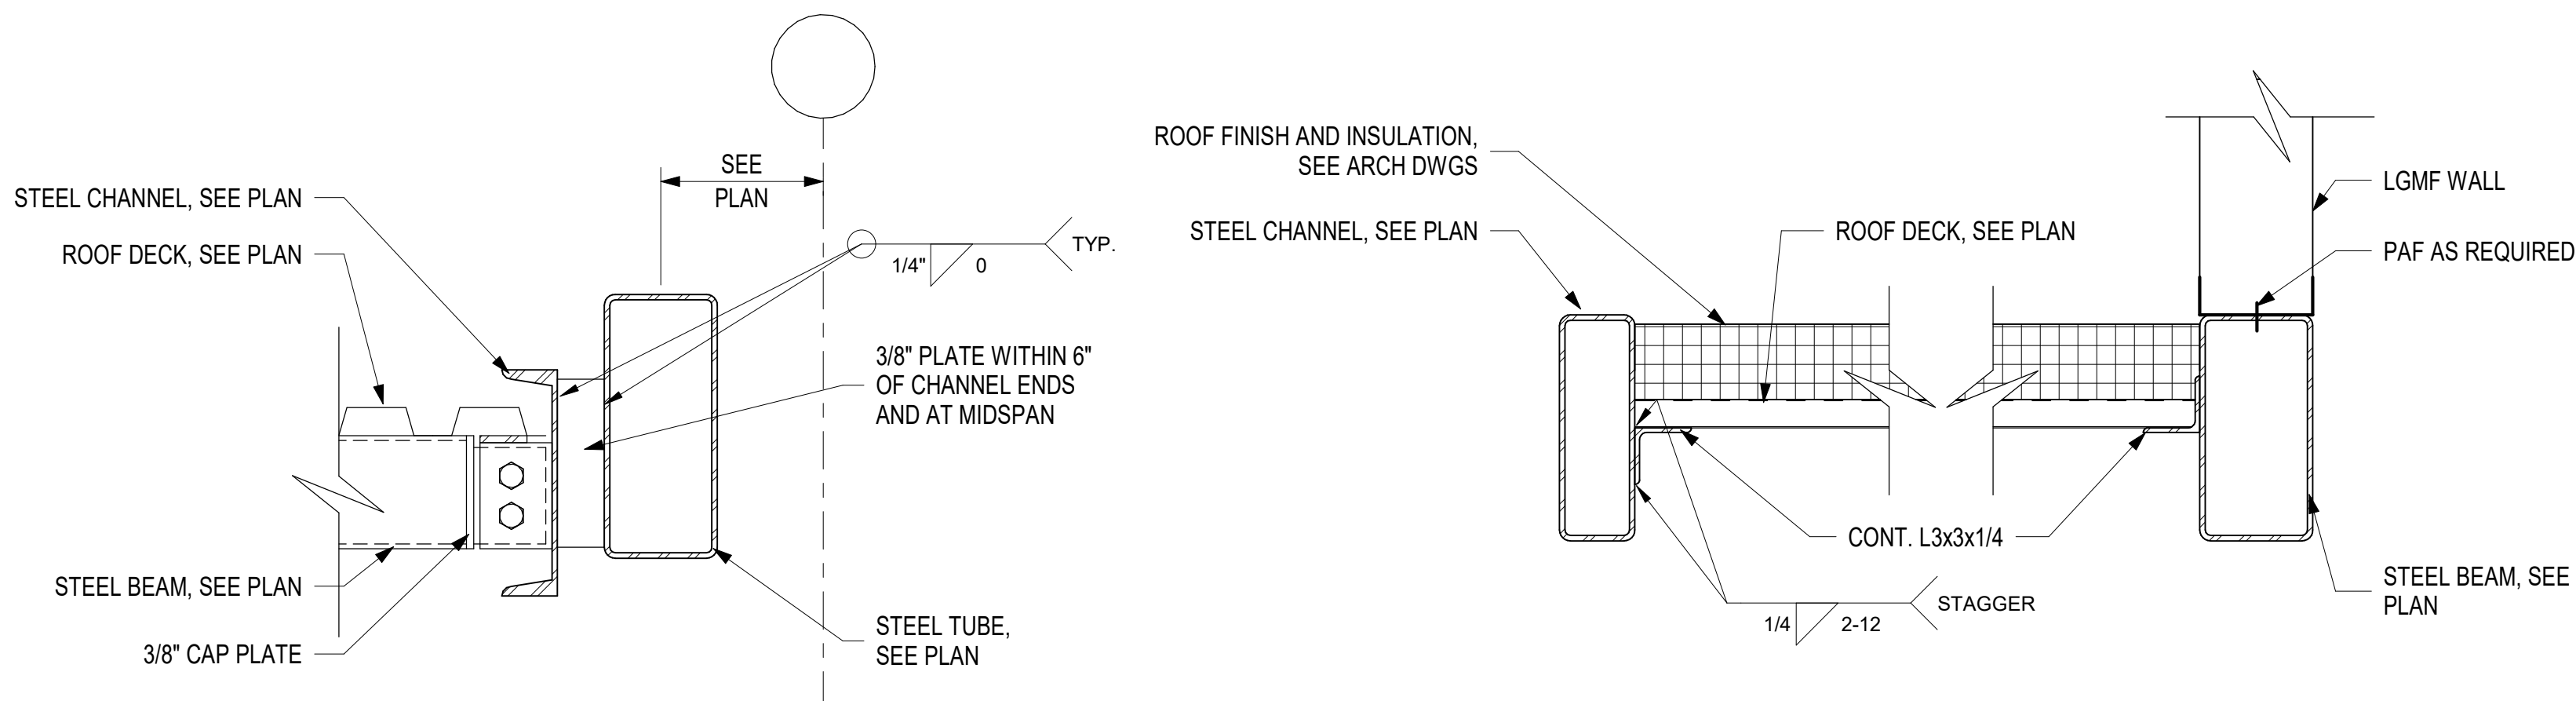 SEE
PLAN
STEEL CHANNEL, SEE PLAN
ROOF DECK, SEE PLAN
1/4"
0
TYP.
3/8" PLATE WITHIN 6"
OF CHANNEL ENDS
AND AT MIDSPAN
STEEL BEAM, SEE PLAN
3/8" CAP PLATE
STEEL TUBE,
SEE PLAN
ROOF FINISH AND INSULATION,
SEE ARCH DWGS
STEEL CHANNEL, SEE PLAN
ROOF DECK, SEE PLAN
LGMF WALL
PAF AS REQUIRED
CONT. L3x3x1/4
STEEL BEAM, SEE
PLAN
1/4
2-12
STAGGER